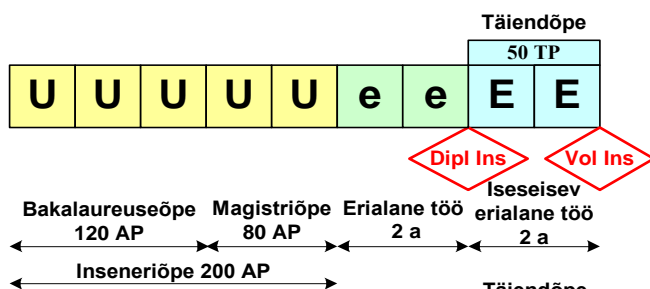 Täiendõpe
50 TP
U U U U U e e E E
Dipl Ins Vol Ins
Bakalaureuseõpe
120 AP
Magistriõpe
80 AP
Erialane töö
2 a
Iseseisev
erialane töö
2 a
Inseneriõpe 200 AP
Täiendõpe